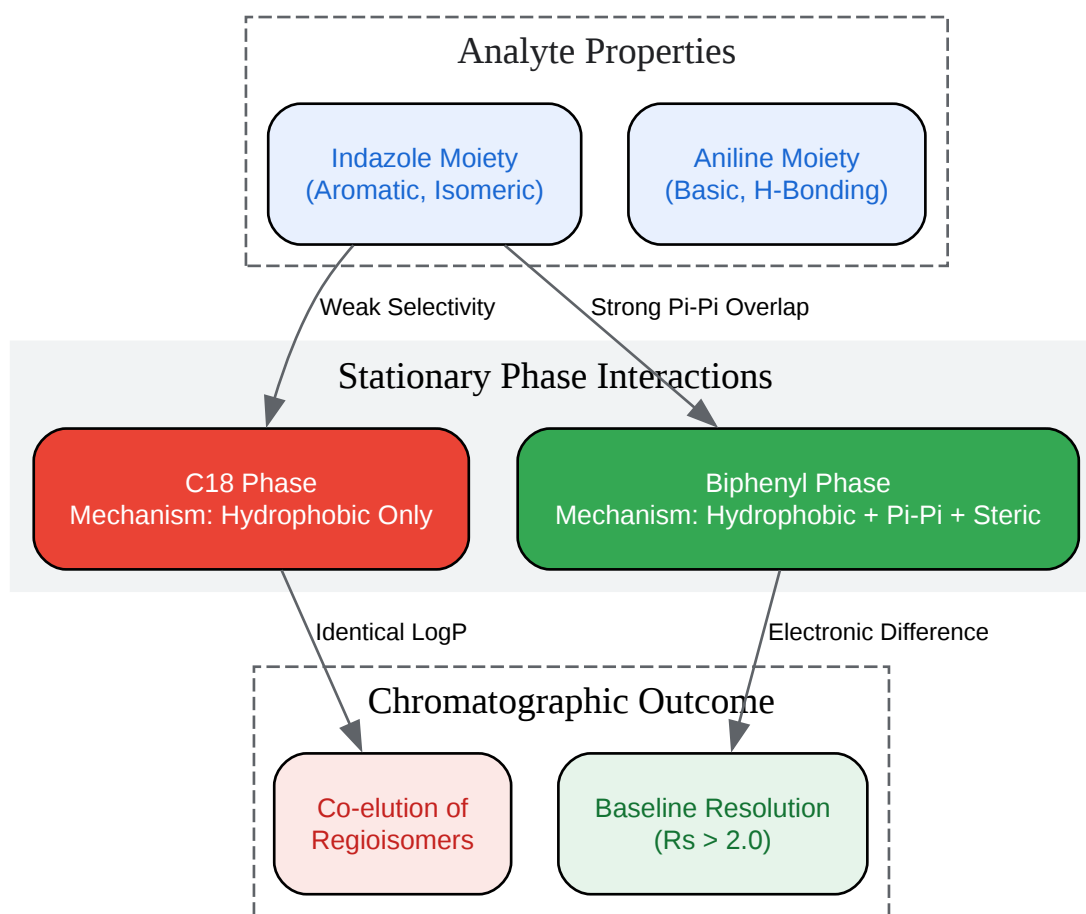 Analyte Properties
Indazole Moiety
(Aromatic, Isomeric)
Aniline Moiety
(Basic, H-Bonding)
Weak Selectivity
Strong Pi-Pi Overlap
Stationary Phase Interactions
C18 Phase
Mechanism: Hydrophobic Only
Biphenyl Phase
Mechanism: Hydrophobic + Pi-Pi + Steric
Identical LogP
Electronic Difference
Chromatographic Outcome
Co-elution of
Regioisomers
Baseline Resolution
(Rs > 2.0)